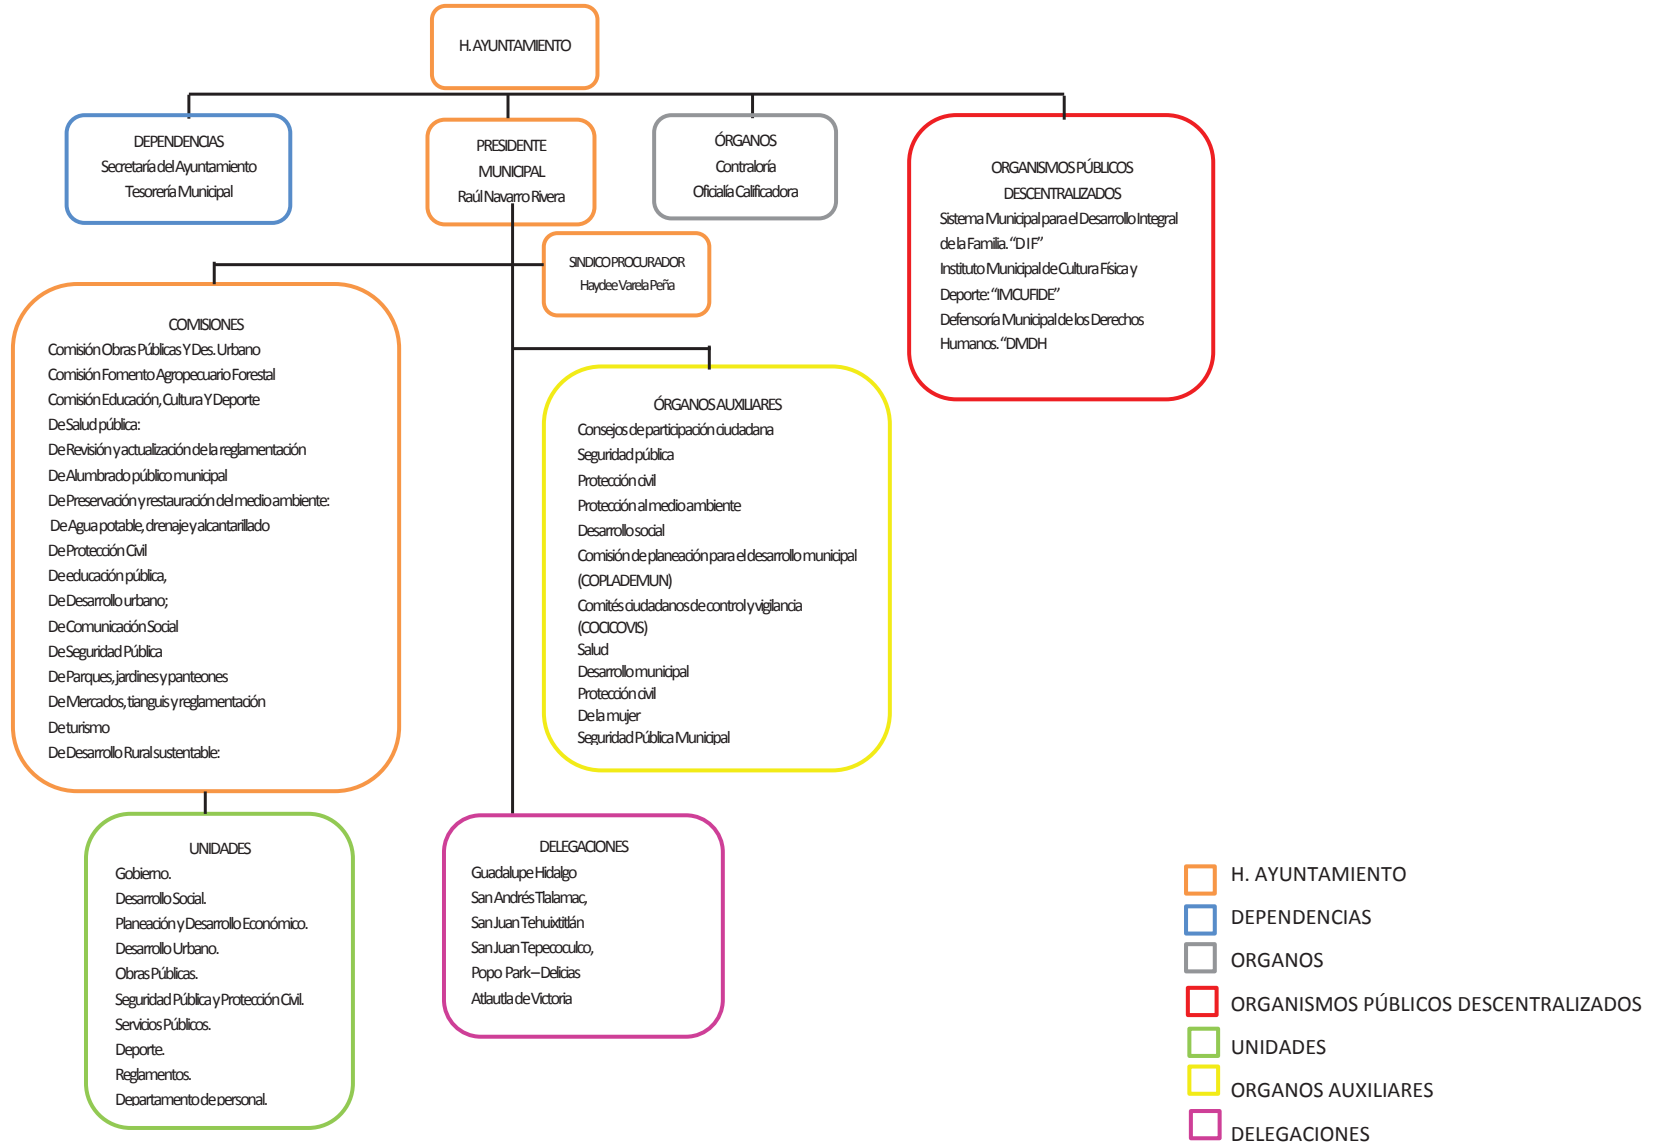 H. AYUNTAMIENTO
DEPENDENCIAS
Secretaría del Ayuntamiento
Tesorería Municipal
PRESIDENTE
MUNICIPAL
Raúl Navarro Rivera
ÓRGANOS
Contraloría
Oficialía Calificadora
ORGANISMOS PÚBLICOS
DESCENTRALIZADOS
Sistema Municipal para el Desarrollo Integral
de la Familia. “DIF”
Instituto Municipal de Cultura Física y
Deporte: “IMCUFIDE”
Defensoría Municipal de los Derechos
Humanos. “DMDH
SINDICO PROCURADOR
Haydee Varela Peña
COMISIONES
Comisión Obras Públicas Y Des. Urbano
Comisión Fomento Agropecuario Forestal
Comisión Educación, Cultura Y Deporte
De Salud pública:
De Revisión y actualización de la reglamentación
De Alumbrado público municipal
De Preservación y restauración del medio ambiente:
De Agua potable, drenaje y alcantarillado
De Protección Civil
De educación pública,
De Desarrollo urbano;
De Comunicación Social
De Seguridad Pública
De Parques, jardines y panteones
De Mercados, tianguis y reglamentación
De turismo
De Desarrollo Rural sustentable:
ÓRGANOS AUXILIARES
Consejos de participación ciudadana
Seguridad pública
Protección civil
Protección al medio ambiente
Desarrollo social
Comisión de planeación para el desarrollo municipal
(COPLADEMUN)
Comités ciudadanos de control y vigilancia
(COCICOVIS)
Salud
Desarrollo municipal
Protección civil
De la mujer
Seguridad Pública Municipal
UNIDADES
Gobierno.
Desarrollo Social.
Planeación y Desarrollo Económico.
Desarrollo Urbano.
Obras Públicas.
Seguridad Pública y Protección Civil.
Servicios Públicos.
Deporte.
Reglamentos.
Departamento de personal.
DELEGACIONES
Guadalupe Hidalgo
San Andrés Tlalamac,
San Juan Tehuixtitlán
San Juan Tepecoculco,
Popo Park – Delicias
Atlautla de Victoria
H. AYUNTAMIENTO
DEPENDENCIAS
ORGANOS
ORGANISMOS PÚBLICOS DESCENTRALIZADOS
UNIDADES
ORGANOS AUXILIARES
DELEGACIONES